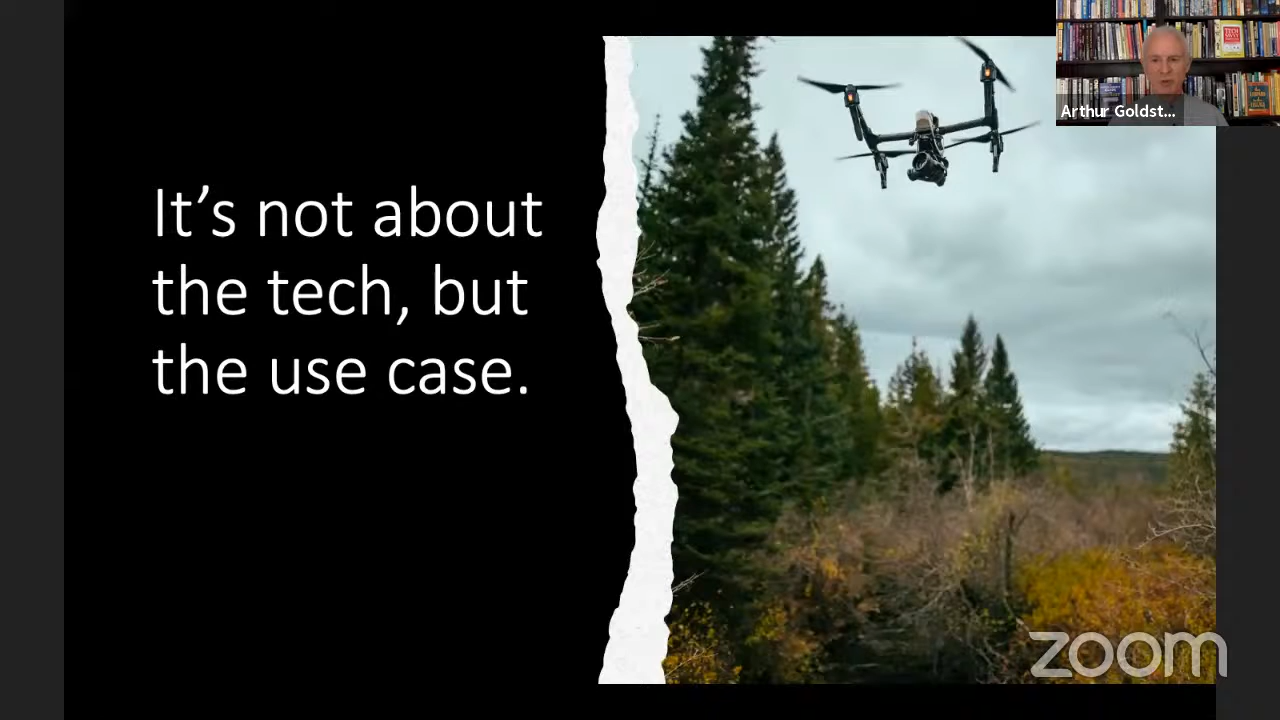 It's not about
the tech, but
the use case.
Arthur Goldst...
zoom